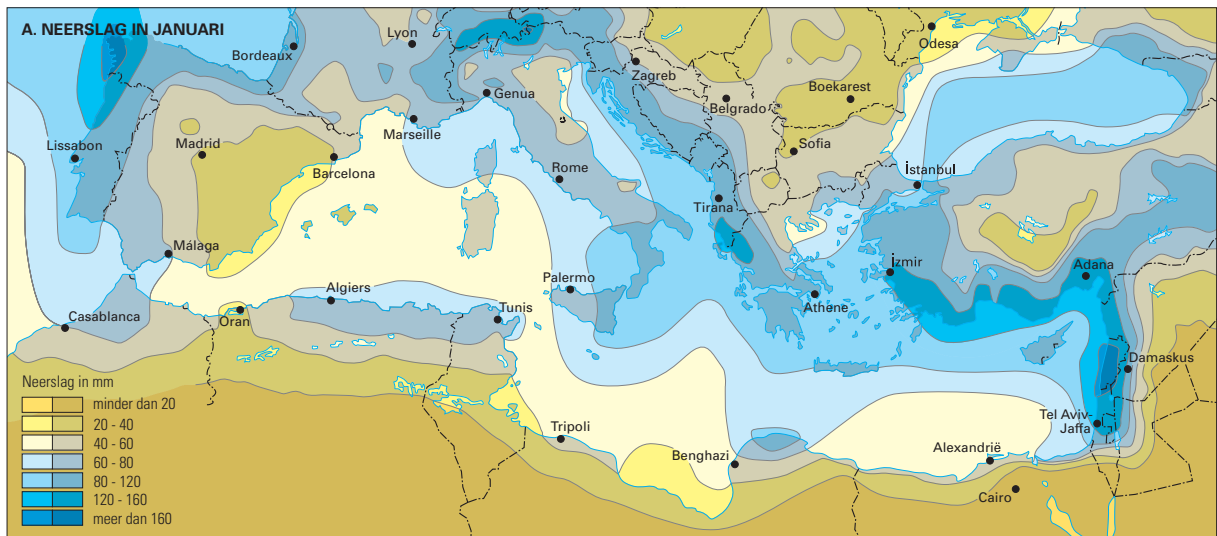 A. NEERSLAG IN JANUARI
Lyon
Odesa
Bordeaux
Zagreb
Genua
Belgrado
Boekarest
Marseille
Lissabon
Madrid
Sofia
Barcelona
Rome
İstanbul
Tirana
Málaga
İzmir
Adana
Palermo
Algiers
Athene
Casablanca
Oran
Tunis
Damaskus
Neerslag in mm
minder dan 20
20 - 40
40 - 60
60 - 80
80 - 120
120 - 160
meer dan 160
Tripoli
Tel Aviv-
Jaffa
Benghazi
Alexandrië
Cairo